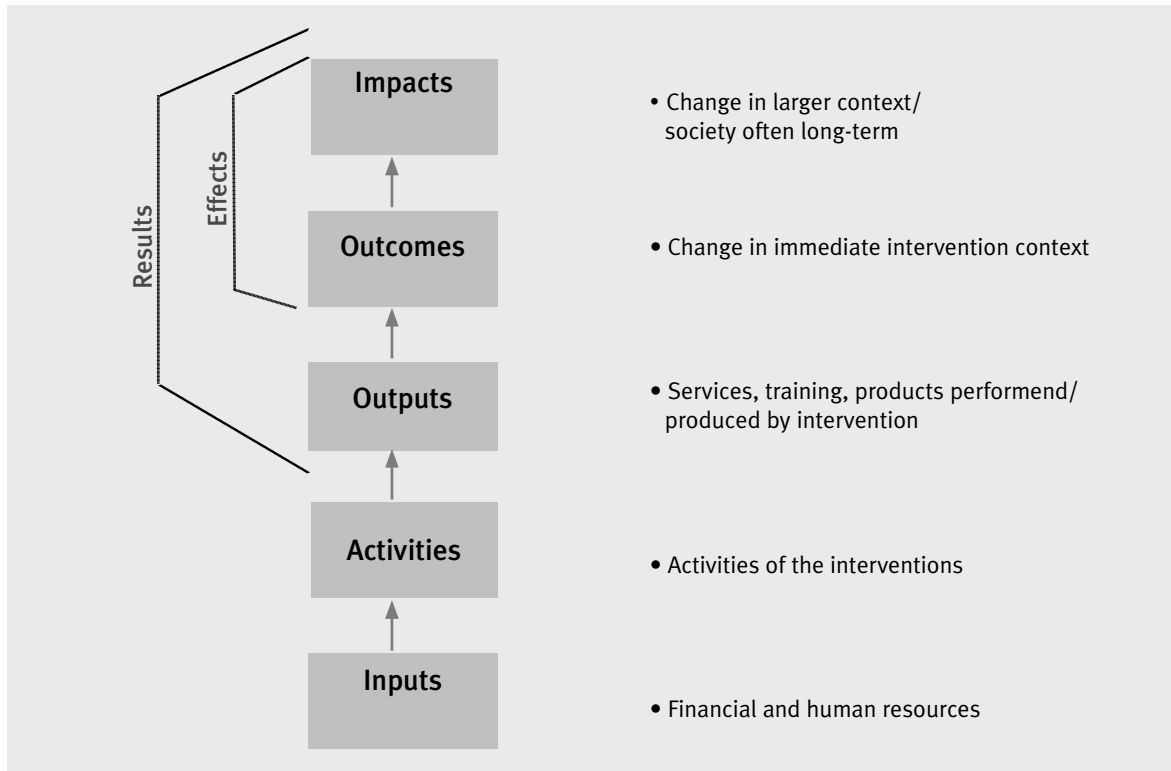 Impacts
• Change in larger context/
society often long-term
Effects
Results
Outcomes
• Change in immediate intervention context
Outputs
• Services, training, products performend/
produced by intervention
Activities
• Activities of the interventions
Inputs
• Financial and human resources